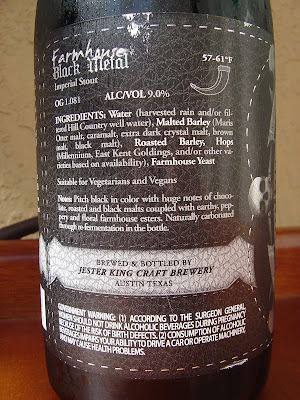 Farmhouse
Black Metal
Imperial Stout
57-61°F
OG 1.081
ALC/VOL 9.0%
INGREDIENTS: Water (harvested rain and/or fil-
tered Hill Country well water), Malted Barley (Maris
Otter malt, caramalt, extra dark crystal malt, brown
malt, black malt), Roasted Barley, Hops
(Millennium, East Kent Goldings, and/or other va-
rieties based on availability), Farmhouse Yeast
Suitable for Vegetarians and Vegans
Notes: Pitch black in color with huge notes of choco-
late, roasted and black malts coupled with earthy, pep-
pery and floral farmhouse esters. Naturally carbonated
through re-fermentation in the bottle.
BREWED & BOTTLED BY
JESTER KING CRAFT BREWERY
AUSTIN TEXAS
GOVERNMENT WARNING: (1) ACCORDING TO THE SURGEON GENERAL,
WOMEN SHOULD NOT DRINK ALCOHOLIC BEVERAGES DURING PREGNANCY
BECAUSE OF THE RISK OF BIRTH DEFECTS. (2) CONSUMPTION OF ALCOHOLIC
BEVERAGES IMPAIRS YOUR ABILITY TO DRIVE A CAR OR OPERATE MACHINERY,
AND MAY CAUSE HEALTH PROBLEMS.